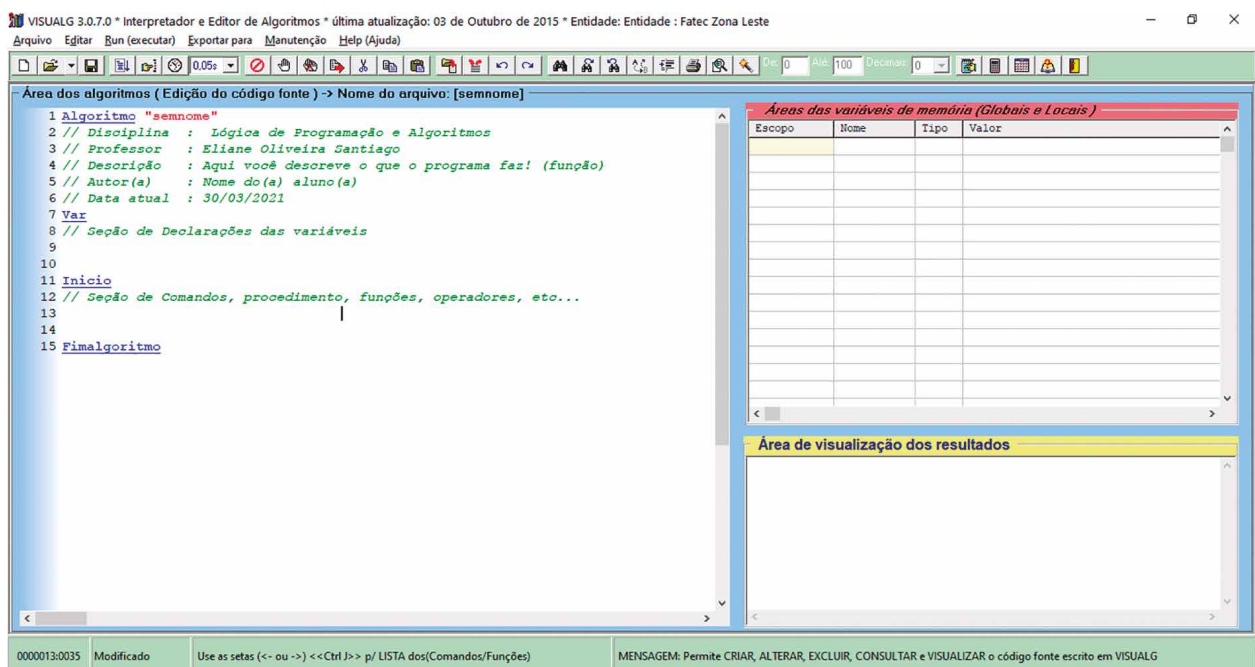 VISUALG 3.0.7.0 * Interpretador e Editor de Algoritmos * última atualização: 03 de Outubro de 2015 * Entidade: Entidade : Fatec Zona Leste
Arquivo Editar Run (executar) Exportar para Manutenção Help (Ajuda)
0,05s De: 0 Até: 100 Decimais: 0
Área dos algoritmos ( Edição do código fonte ) -> Nome do arquivo: [semnome]
1 Algoritmo "semnome"
2 // Disciplina : Lógica de Programação e Algoritmos
3 // Professor : Eliane Oliveira Santiago
4 // Descrição : Aqui você descreve o que o programa faz! (função)
5 // Autor(a) : Nome do(a) aluno(a)
6 // Data atual : 30/03/2021
7 Var
8 // Seção de Declarações das variáveis
9
10
11 Inicio
12 // Seção de Comandos, procedimento, funções, operadores, etc...
13
14
15 Fimalgoritmo
Áreas das variáveis de memória (Globais e Locais )
Escopo Nome Tipo Valor
Área de visualização dos resultados
0000013:0035 Modificado Use as setas (<- ou ->) <<Ctrl J>> p/ LISTA dos(Comandos/Funções) MENSAGEM: Permite CRIAR, ALTERAR, EXCLUIR, CONSULTAR e VISUALIZAR o código fonte escrito em VISUALG